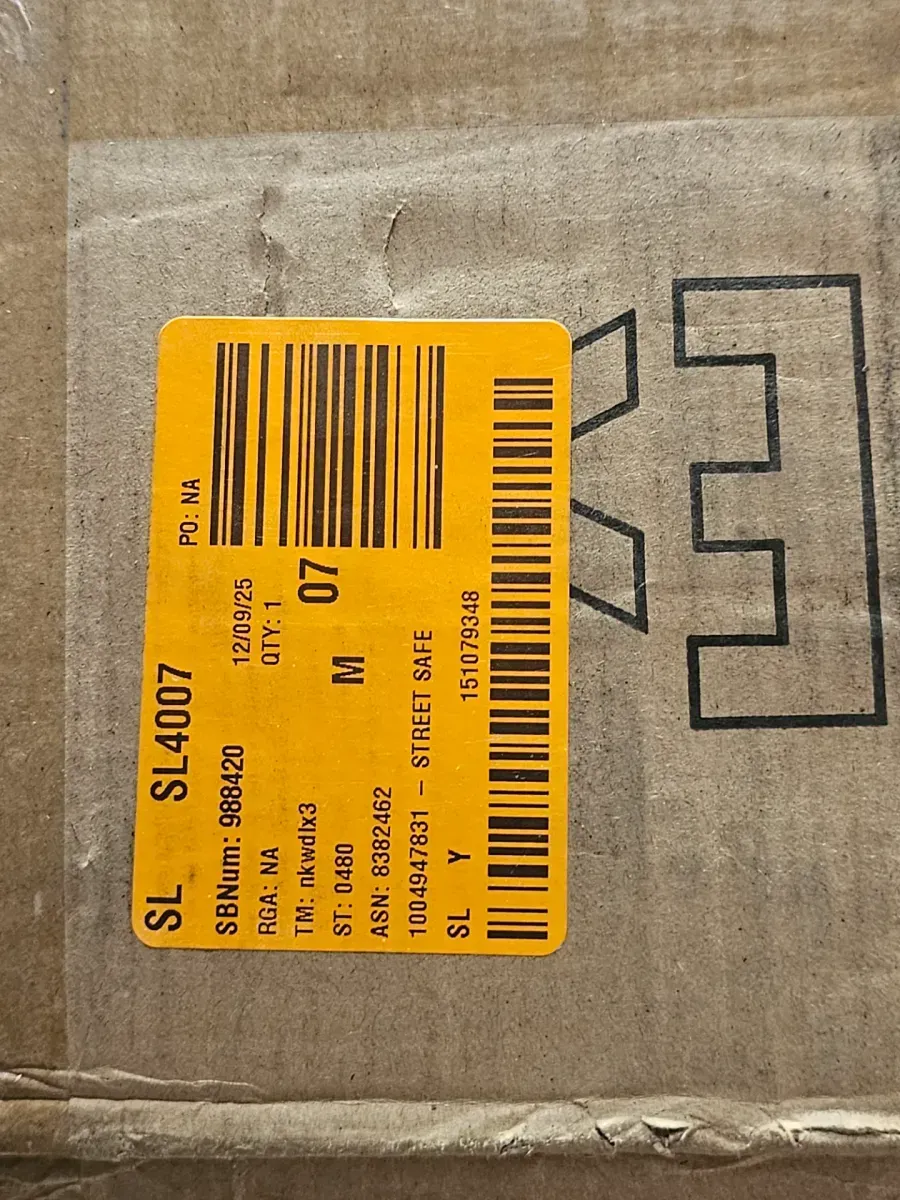 SL SL4007
PO: NA
SBNum: 988420 12/09/25
RGA: NA QTY: 1
TM: nkwdlx3
ST: 0480 M 07
ASN: 8382462
1004947831 – STREET SAFE
SL Y 151079348
EX